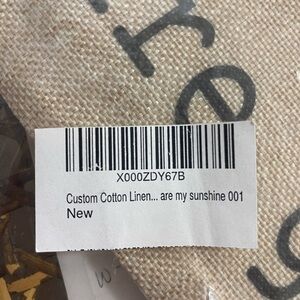 r
e
s
X000ZDY67B
Custom Cotton Linen... are my sunshine 001
New